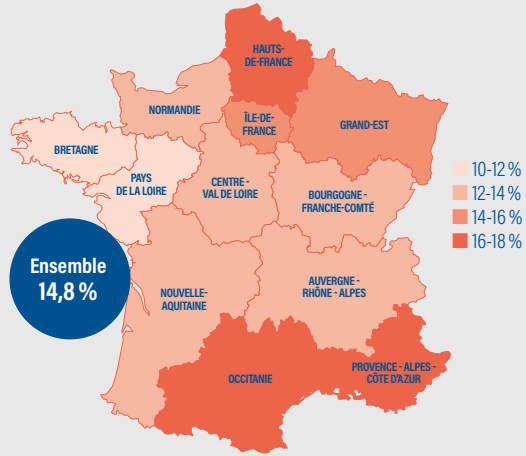 HAUTS-
DE-FRANCE
NORMANDIE
ÎLE-DE-
FRANCE
GRAND-EST
BRETAGNE
PAYS
DE LA LOIRE
CENTRE -
VAL DE LOIRE
BOURGOGNE -
FRANCHE-COMTÉ
10-12 %
12-14 %
14-16 %
16-18 %
Ensemble
14,8 %
NOUVELLE-
AQUITAINE
AUVERGNE -
RHÔNE - ALPES
OCCITANIE
PROVENCE - ALPES -
CÔTE D'AZUR